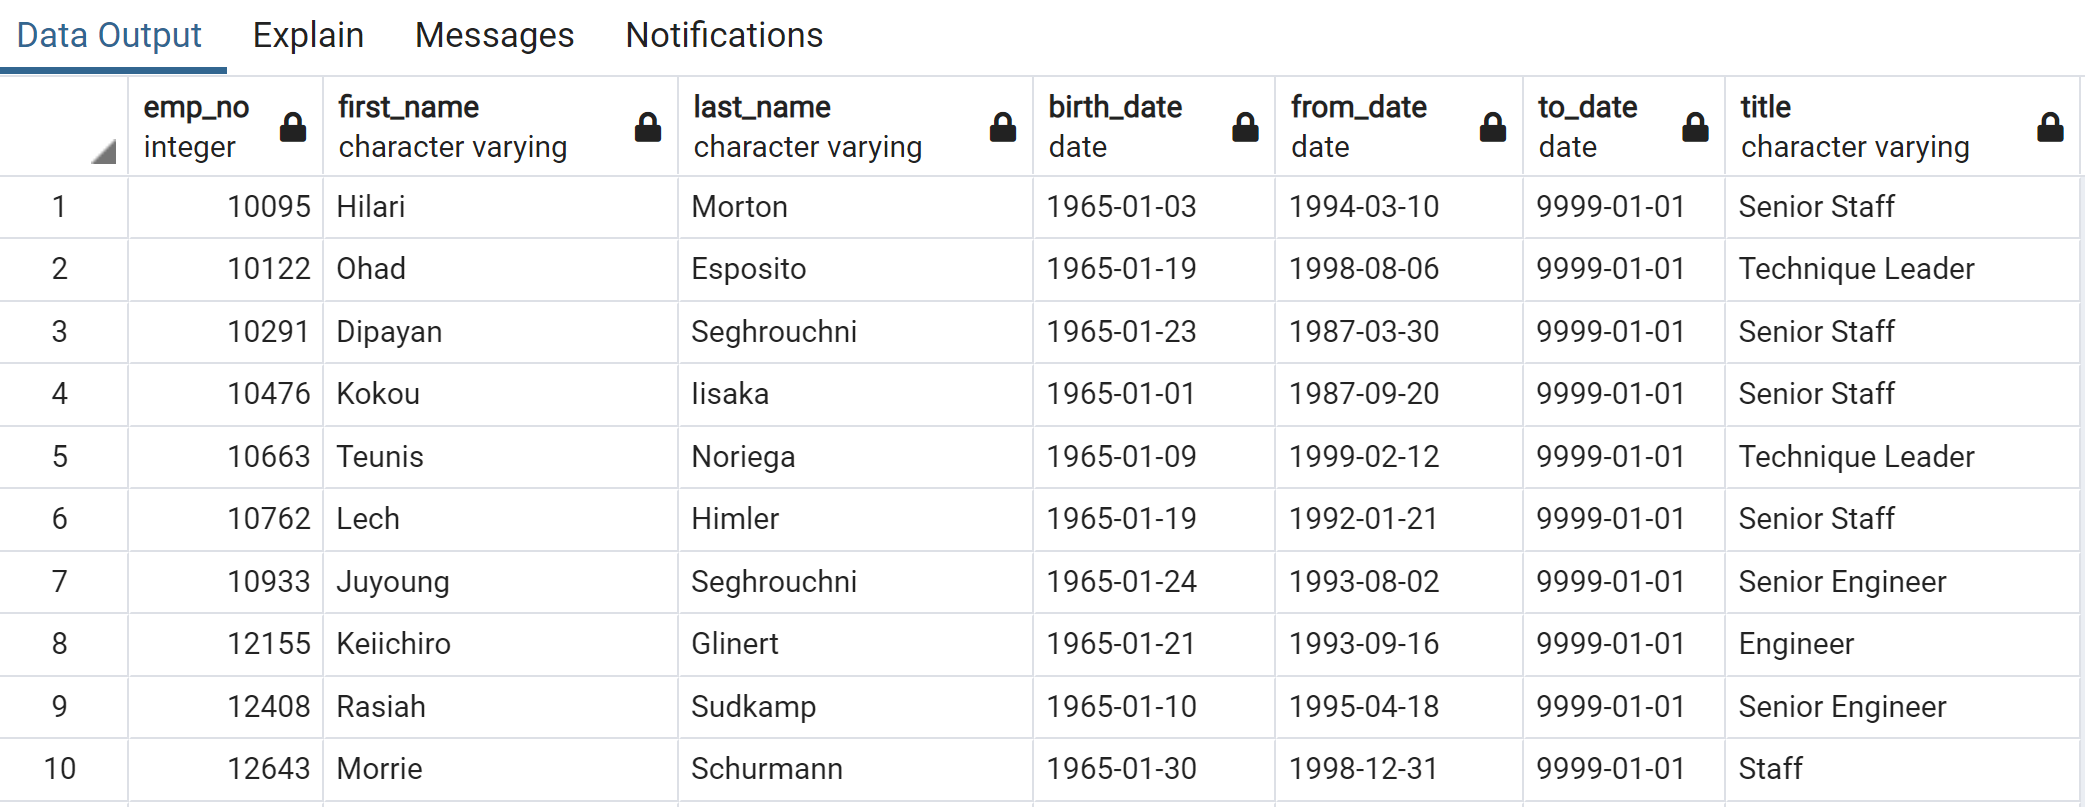 Data Output Explain Messages Notifications
emp_no first_name last_name birth_date from_date to_date title
integer character varying character varying date date date character varying
1 10095 Hilari Morton 1965-01-03 1994-03-10 9999-01-01 Senior Staff
2 10122 Ohad Esposito 1965-01-19 1998-08-06 9999-01-01 Technique Leader
3 10291 Dipayan Seghrouchni 1965-01-23 1987-03-30 9999-01-01 Senior Staff
4 10476 Kokou Iisaka 1965-01-01 1987-09-20 9999-01-01 Senior Staff
5 10663 Teunis Noriega 1965-01-09 1999-02-12 9999-01-01 Technique Leader
6 10762 Lech Himler 1965-01-19 1992-01-21 9999-01-01 Senior Staff
7 10933 Juyoung Seghrouchni 1965-01-24 1993-08-02 9999-01-01 Senior Engineer
8 12155 Keiichiro Glinert 1965-01-21 1993-09-16 9999-01-01 Engineer
9 12408 Rasiah Sudkamp 1965-01-10 1995-04-18 9999-01-01 Senior Engineer
10 12643 Morrie Schurmann 1965-01-30 1998-12-31 9999-01-01 Staff